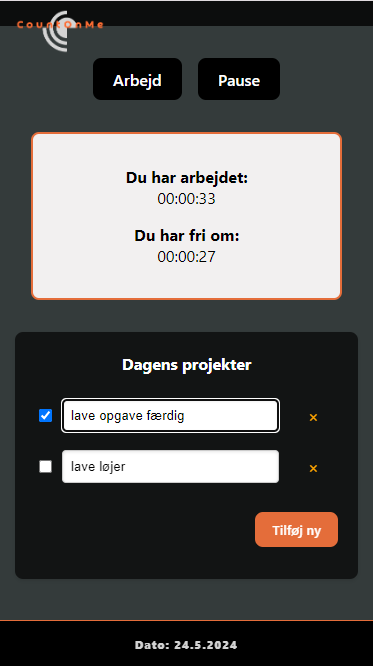 CountOnMe
Arbejd
Pause
Du har arbejdet:
00:00:33
Du har fri om:
00:00:27
Dagens projekter
lave opgave færdig
×
lave løjer
×
Tilføj ny
Dato: 24.5.2024